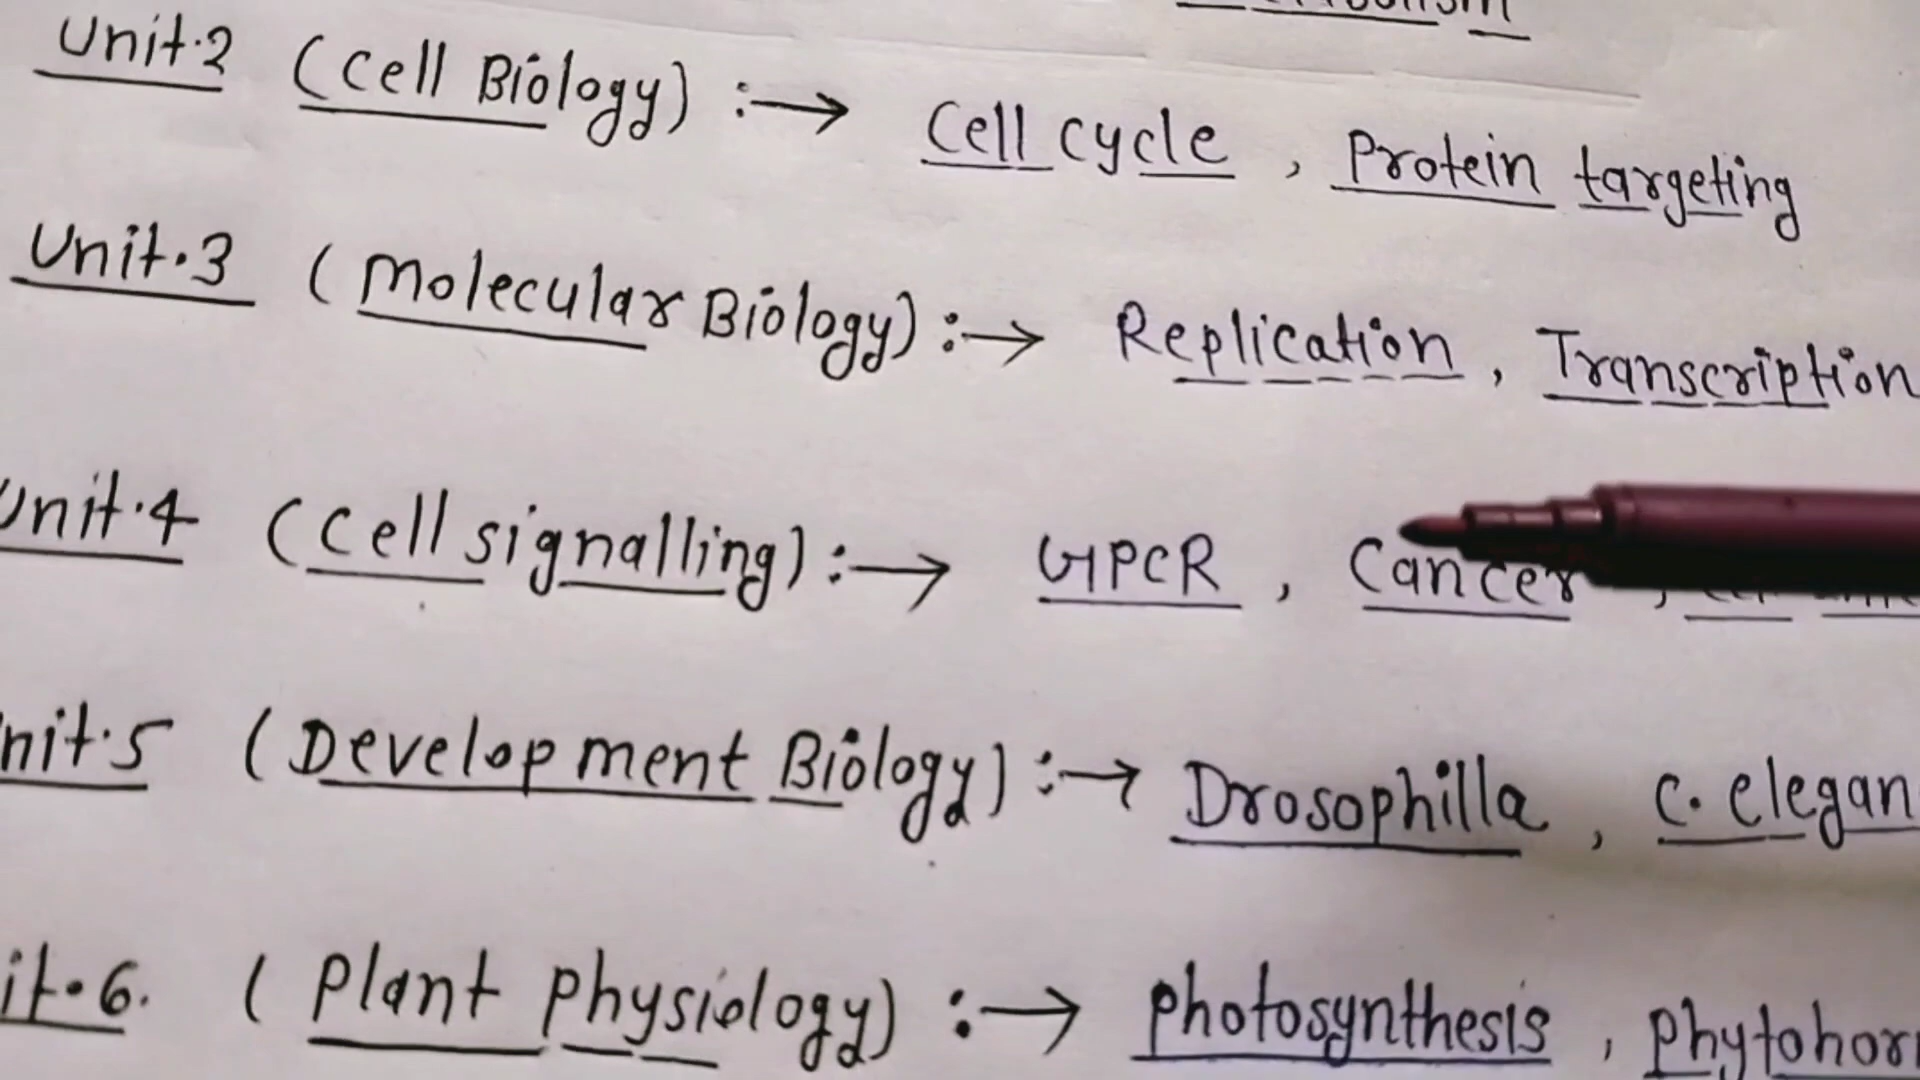 Unit.2 (Cell Biology) :→ Cell cycle, Protein targeting
Unit.3 (Molecular Biology) :→ Replication, Transcription
Unit.4 (Cell signalling) :→ GPCR, Cancer,
nit.5 (Development Biology) :→ Drosophilla, C. elegan
it.6. (Plant Physiology) :→ Photosynthesis, Phytohor